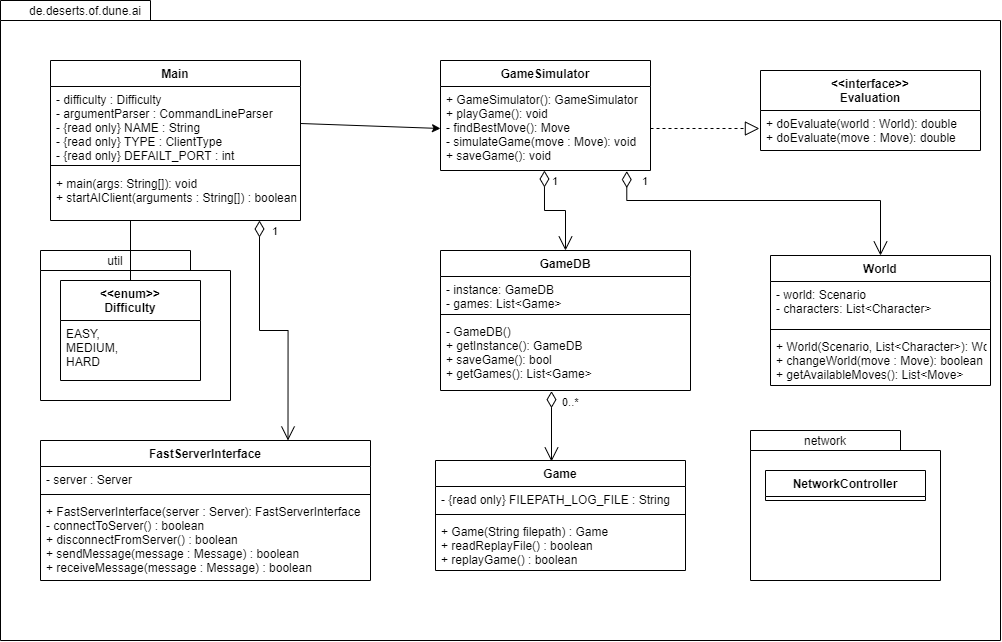 de.deserts.of.dune.ai
Main
- difficulty : Difficulty
- argumentParser : CommandLineParser
- {read only} NAME : String
- {read only} TYPE : ClientType
- {read only} DEFAILT_PORT : int
+ main(args: String[]): void
+ startAIClient(arguments : String[]) : boolean
1
GameSimulator
+ GameSimulator(): GameSimulator
+ playGame(): void
- findBestMove(): Move
- simulateGame(move : Move): void
+ saveGame(): void
1
1
<<interface>>
Evaluation
+ doEvaluate(world : World): double
+ doEvaluate(move : Move): double
util
<<enum>>
Difficulty
EASY,
MEDIUM,
HARD
GameDB
- instance: GameDB
- games: List<Game>
- GameDB()
+ getInstance(): GameDB
+ saveGame(): bool
+ getGames(): List<Game>
0..*
World
- world: Scenario
- characters: List<Character>
+ World(Scenario, List<Character>): Wo
+ changeWorld(move : Move): boolean
+ getAvailableMoves(): List<Move>
FastServerInterface
- server : Server
+ FastServerInterface(server : Server): FastServerInterface
- connectToServer() : boolean
+ disconnectFromServer() : boolean
+ sendMessage(message : Message) : boolean
+ receiveMessage(message : Message) : boolean
Game
- {read only} FILEPATH_LOG_FILE : String
+ Game(String filepath) : Game
+ readReplayFile() : boolean
+ replayGame() : boolean
network
NetworkController